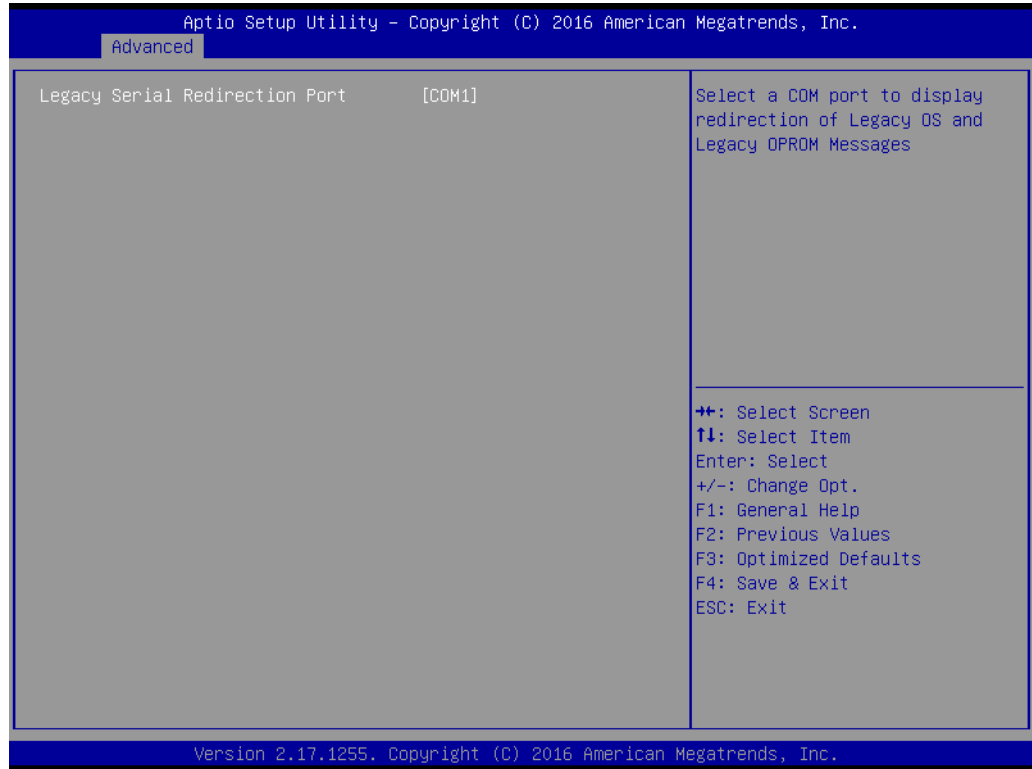 Aptio Setup Utility – Copyright (C) 2016 American Megatrends, Inc.
Advanced
Legacy Serial Redirection Port [COM1]
Select a COM port to display
redirection of Legacy OS and
Legacy OPROM Messages
→←: Select Screen
↑↓: Select Item
Enter: Select
+/-: Change Opt.
F1: General Help
F2: Previous Values
F3: Optimized Defaults
F4: Save & Exit
ESC: Exit
Version 2.17.1255. Copyright (C) 2016 American Megatrends, Inc.